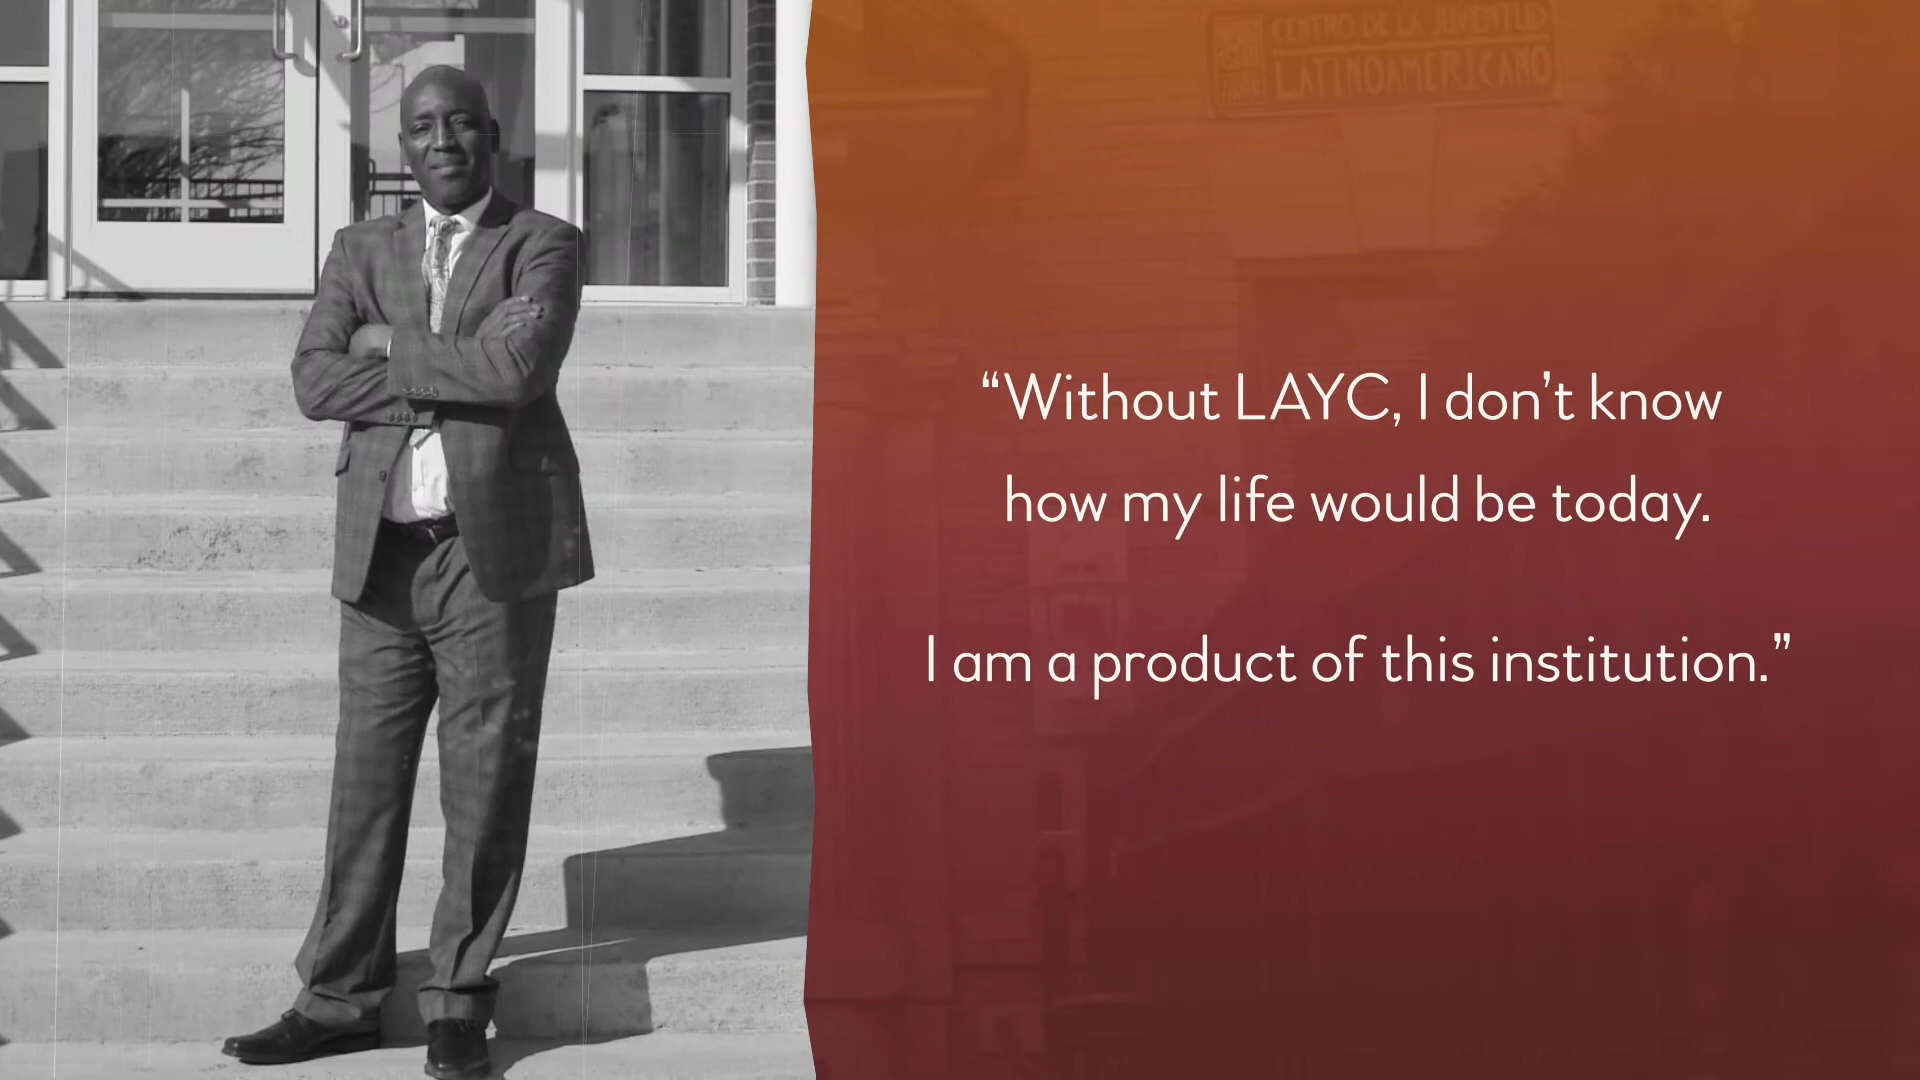 CENTRO DE LA JUVENTUD
LATINOAMERICANO
“Without LAYC, I don’t know
how my life would be today.
I am a product of this institution.”